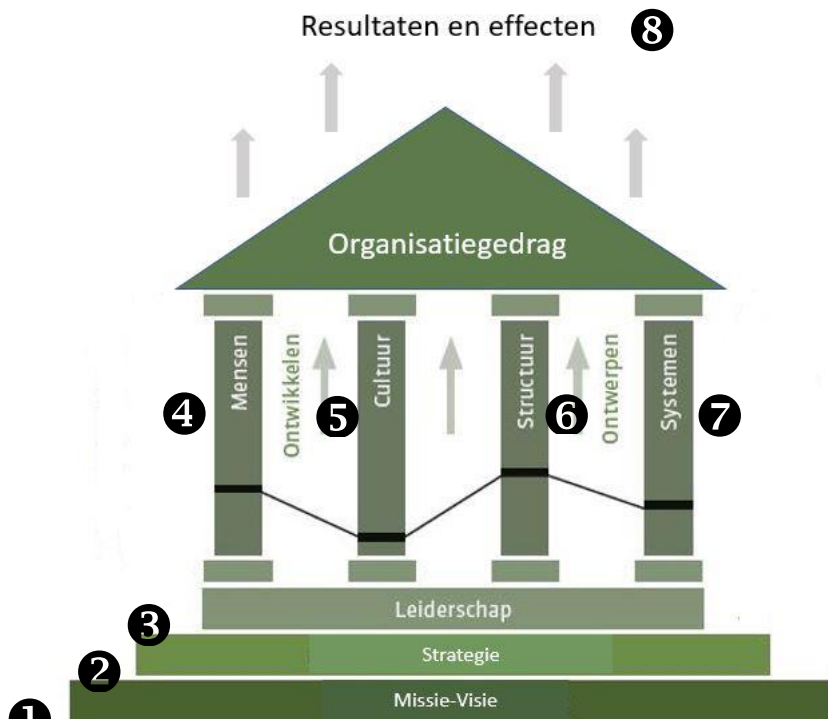 Resultaten en effecten 8
Organisatiegedrag
Mensen
Ontwikkelen
Cultuur
Structuur
Ontwerpen
Systemen
4
5
6
7
Leiderschap
3
Strategie
2
Missie-Visie
1